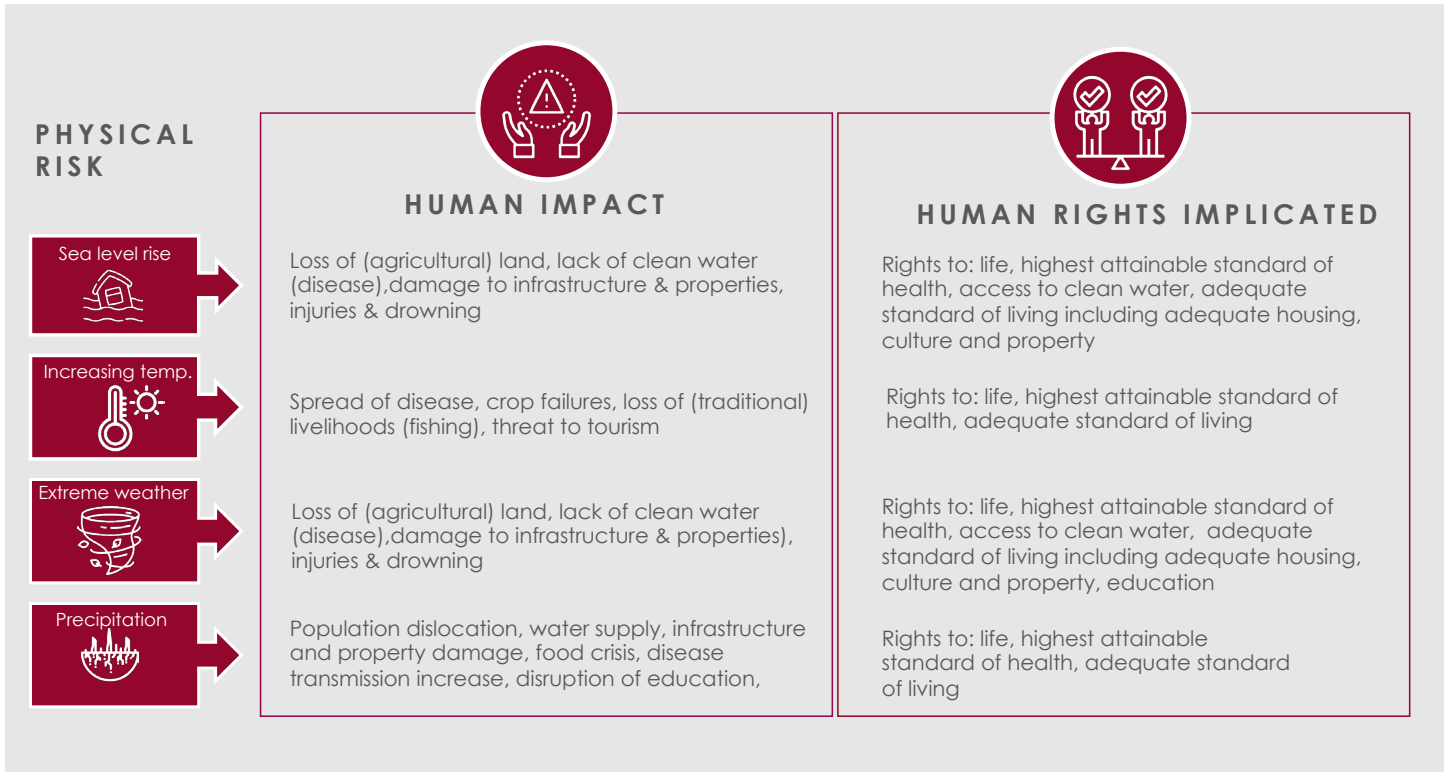 PHYSICAL
RISK
HUMAN IMPACT
HUMAN RIGHTS IMPLICATED
Sea level rise
Loss of (agricultural) land, lack of clean water
(disease),damage to infrastructure & properties,
injuries & drowning
Rights to: life, highest attainable standard of
health, access to clean water, adequate
standard of living including adequate housing,
culture and property
Increasing temp.
Spread of disease, crop failures, loss of (traditional)
livelihoods (fishing), threat to tourism
Rights to: life, highest attainable standard of
health, adequate standard of living
Extreme weather
Loss of (agricultural) land, lack of clean water
(disease),damage to infrastructure & properties),
injuries & drowning
Rights to: life, highest attainable standard of
health, access to clean water, adequate
standard of living including adequate housing,
culture and property, education
Precipitation
Population dislocation, water supply, infrastructure
and property damage, food crisis, disease
transmission increase, disruption of education,
Rights to: life, highest attainable
standard of health, adequate standard
of living